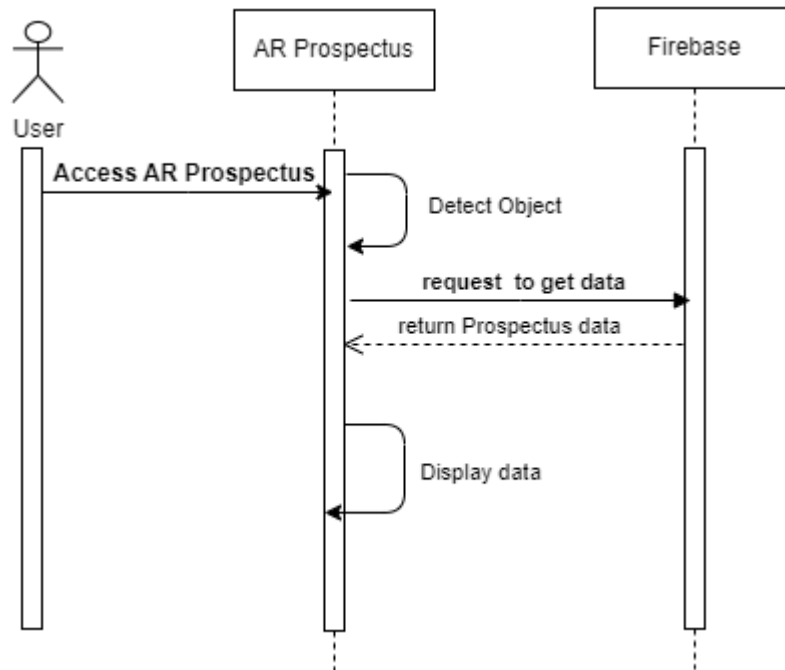 AR Prospectus
Firebase
User
Access AR Prospectus
Detect Object
request to get data
return Prospectus data
Display data